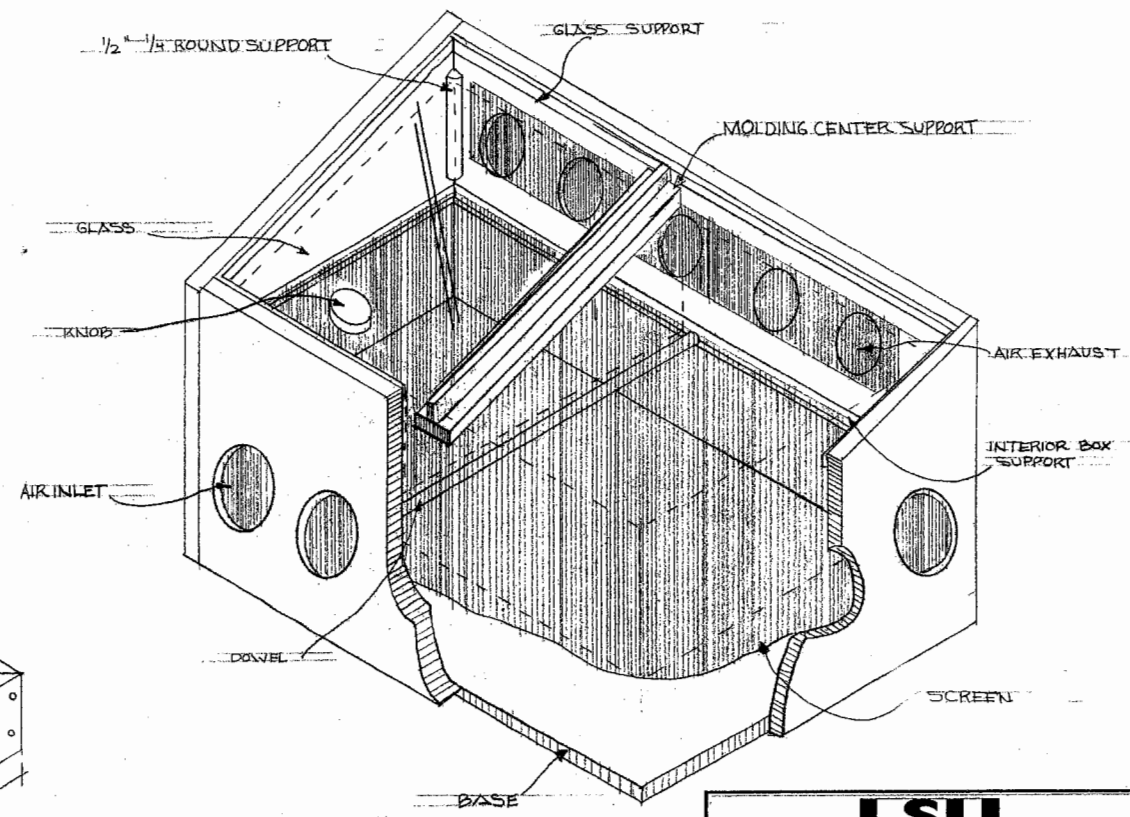 1/2" 1/4 ROUND SUPPORT
GLASS SUPPORT
MOLDING CENTER SUPPORT
GLASS
KNOB
AIR EXHAUST
INTERIOR BOX
SUPPORT
AIR INLET
DOWEL
SCREEN
BASE
LSU